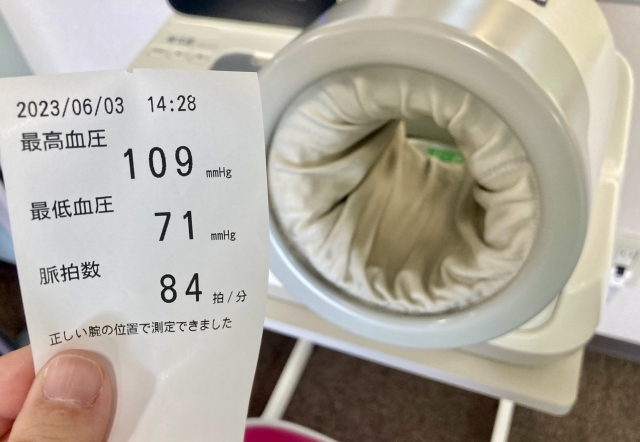 2023/06/03 14:28
最高血圧
109 mmHg
最低血圧
71 mmHg
脈拍数
84 拍/分
正しい腕の位置で測定できました